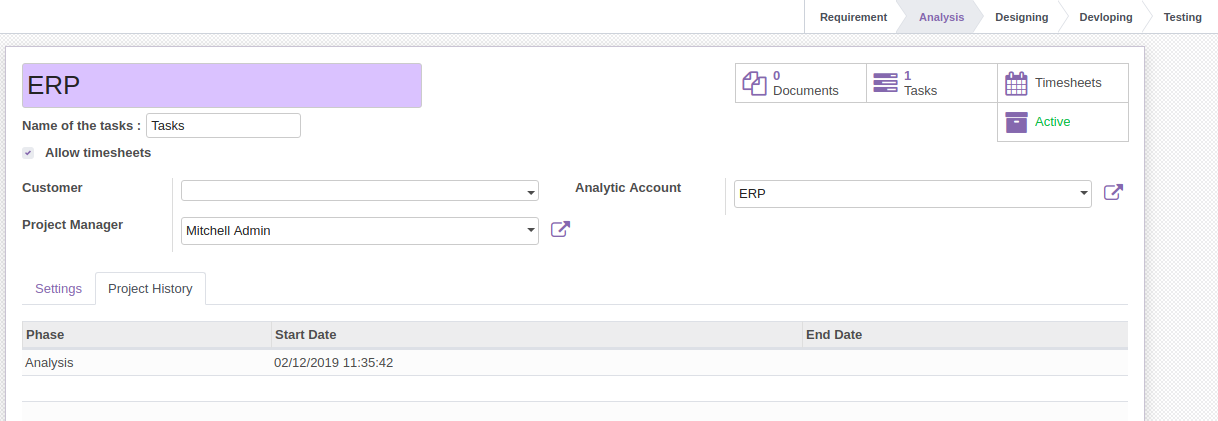 Requirement Analysis Designing Devloping Testing
ERP
0 Documents
1 Tasks
Timesheets
Active
Name of the tasks : Tasks
Allow timesheets
Customer
Analytic Account ERP
Project Manager Mitchell Admin
Settings Project History
Phase Start Date End Date
Analysis 02/12/2019 11:35:42